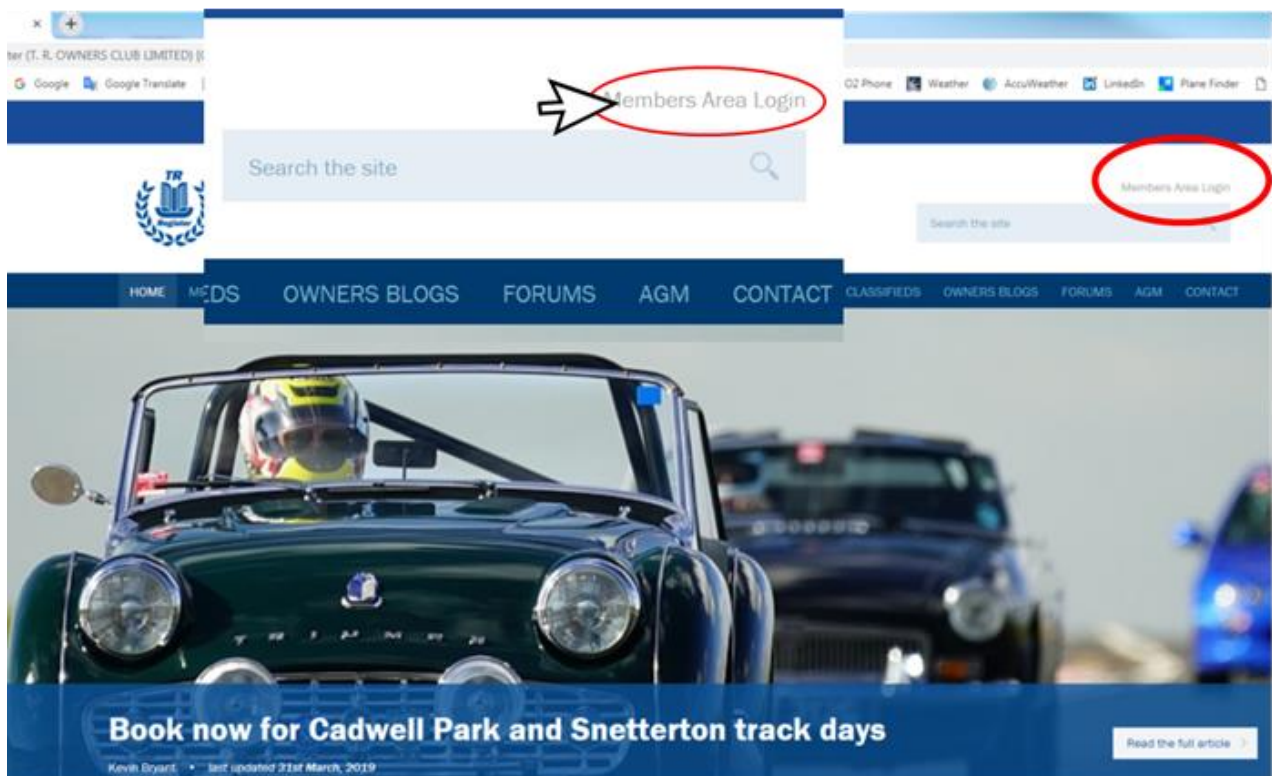 ter (T. R. OWNERS CLUB LIMITED)
Google
Google Translate
O2 Phone
Weather
AccuWeather
LinkedIn
Plane Finder
Members Area Login
Search the site
Members Area Login
Search the site
TR
Register
HOME
EDS
OWNERS BLOGS
FORUMS
AGM
CONTACT
CLASSIFIEDS
OWNERS BLOGS
FORUMS
AGM
CONTACT
TRIUMPH
Book now for Cadwell Park and Snetterton track days
Read the full article
Kevin Bryant • last updated 31st March, 2019